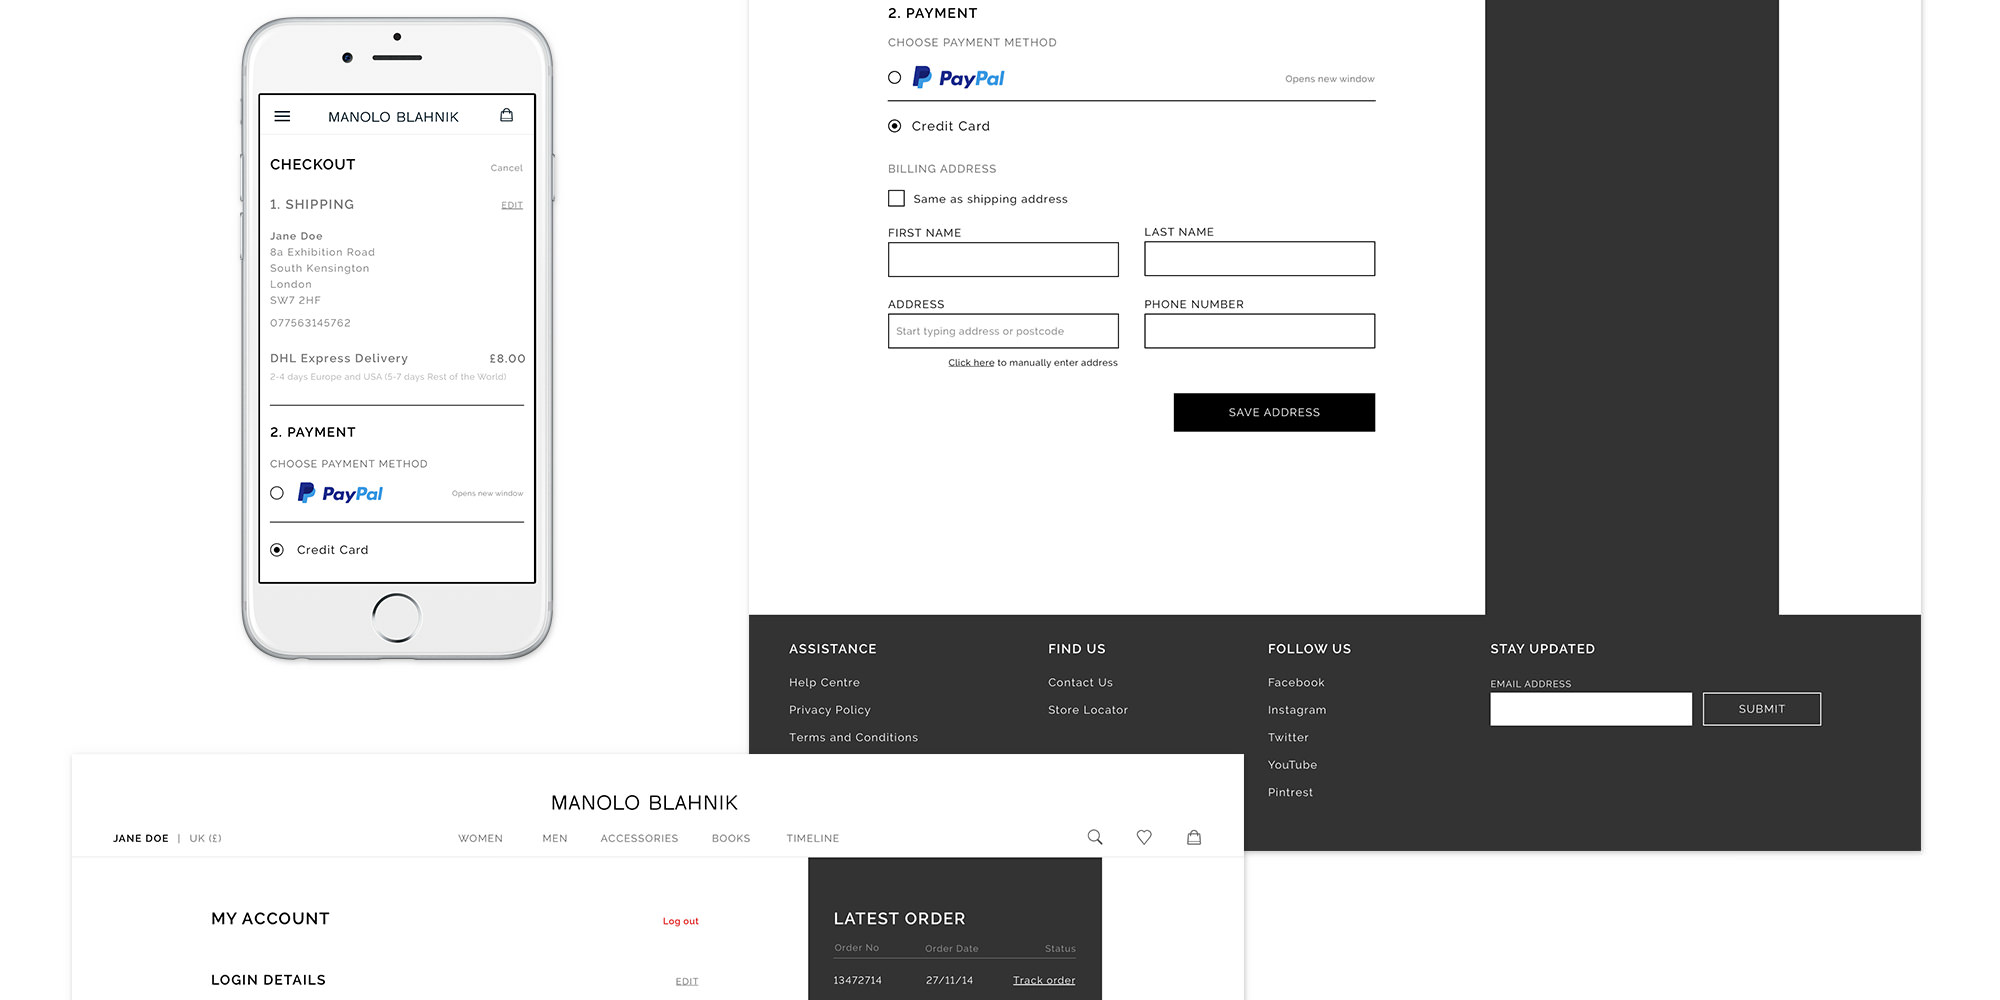 MANOLO BLAHNIK
CHECKOUT
Cancel
1. SHIPPING
EDIT
Jane Doe
8a Exhibition Road
South Kensington
London
SW7 2HF
077563145762
DHL Express Delivery
£8.00
2-4 days Europe and USA (5-7 days Rest of the World)
2. PAYMENT
CHOOSE PAYMENT METHOD
PayPal
Opens new window
Credit Card
2. PAYMENT
CHOOSE PAYMENT METHOD
PayPal
Opens new window
Credit Card
BILLING ADDRESS
Same as shipping address
FIRST NAME
LAST NAME
ADDRESS
PHONE NUMBER
Start typing address or postcode
Click here to manually enter address
SAVE ADDRESS
ASSISTANCE
Help Centre
Privacy Policy
Terms and Conditions
FIND US
Contact Us
Store Locator
FOLLOW US
Facebook
Instagram
Twitter
YouTube
Pintrest
STAY UPDATED
EMAIL ADDRESS
SUBMIT
MANOLO BLAHNIK
JANE DOE | UK (£)
WOMEN
MEN
ACCESSORIES
BOOKS
TIMELINE
MY ACCOUNT
Log out
LOGIN DETAILS
EDIT
LATEST ORDER
Order No
Order Date
Status
13472714
27/11/14
Track order